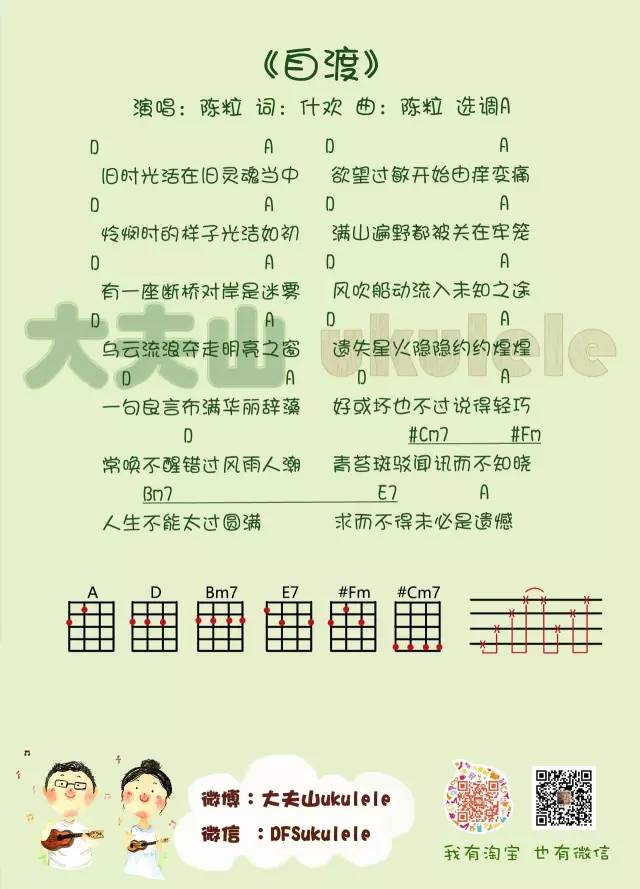 《自渡》
演唱：陈粒 词：什欢 曲：陈粒 选调A
D A D A
旧时光活在旧灵魂当中 欲望过敏开始由痒变痛
D A D A
怜悯时的样子光洁如初 满山遍野都被关在牢笼
D A D A
有一座断桥对岸是迷雾 风吹船动流入未知之途
大夫山 ukulele
D A D A
乌云流浪夺走明亮之窗 遗失星火隐隐约约煌煌
D A D A
一句良言布满华丽辞藻 好或坏也不过说得轻巧
D #Cm7 #Fm
常唤不醒错过风雨人潮 青苔斑驳闻讯而不知晓
Bm7 E7 A
人生不能太过圆满 求而不得未必是遗憾
A D Bm7 E7 #Fm #Cm7
微博：大夫山ukulele
微信 ：DFSukulele
我有淘宝 也有微信